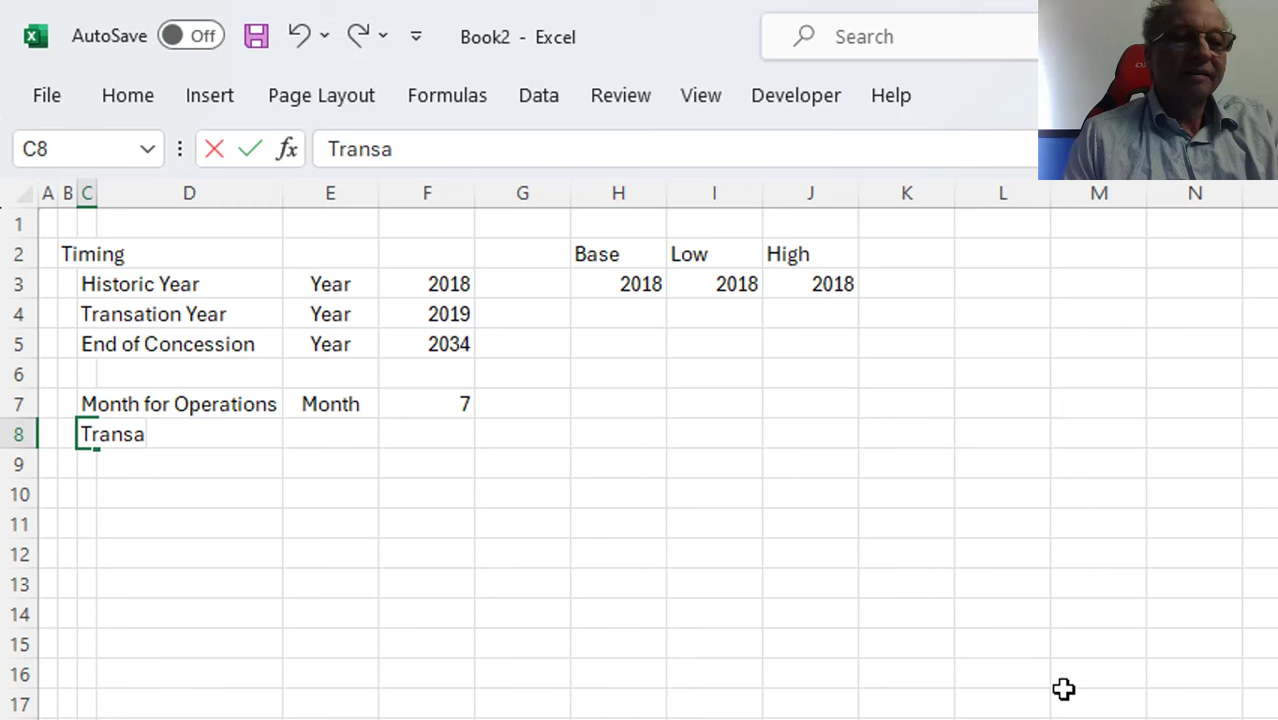 AutoSave Off Book2 - Excel Search
File Home Insert Page Layout Formulas Data Review View Developer Help
C8 fx Transa
A B C D E F G H I J K L M N
1
2 Timing Base Low High
3 Historic Year Year 2018 2018 2018 2018
4 Transation Year Year 2019
5 End of Concession Year 2034
6
7 Month for Operations Month 7
8 Transa
9
10
11
12
13
14
15
16
17